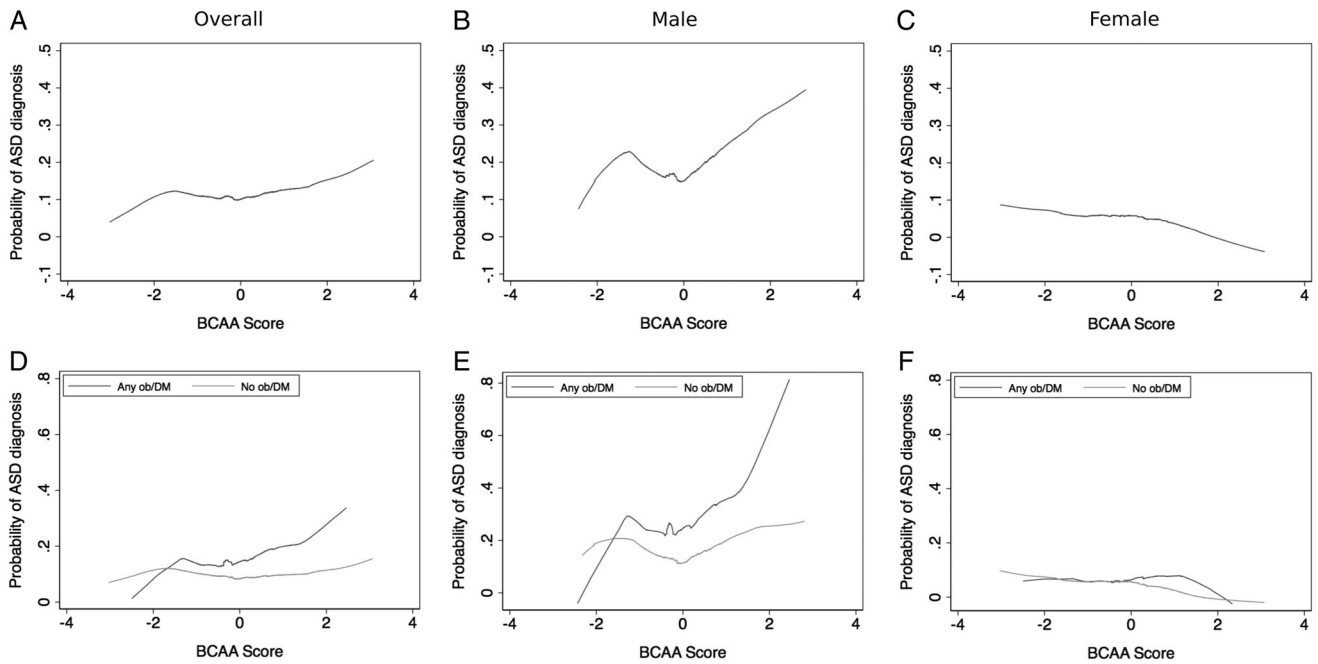 A Overall
Probability of ASD diagnosis
.5
.4
.3
.2
.1
0
-.1
-4 -2 0 2 4
BCAA Score
B Male
Probability of ASD diagnosis
.5
.4
.3
.2
.1
0
-.1
-4 -2 0 2 4
BCAA Score
C Female
Probability of ASD diagnosis
.5
.4
.3
.2
.1
0
-.1
-4 -2 0 2 4
BCAA Score
D
Any ob/DM No ob/DM
Probability of ASD diagnosis
.8
.6
.4
.2
0
-4 -2 0 2 4
BCAA Score
E
Any ob/DM No ob/DM
Probability of ASD diagnosis
.8
.6
.4
.2
0
-4 -2 0 2 4
BCAA Score
F
Any ob/DM No ob/DM
Probability of ASD diagnosis
.8
.6
.4
.2
0
-4 -2 0 2 4
BCAA Score